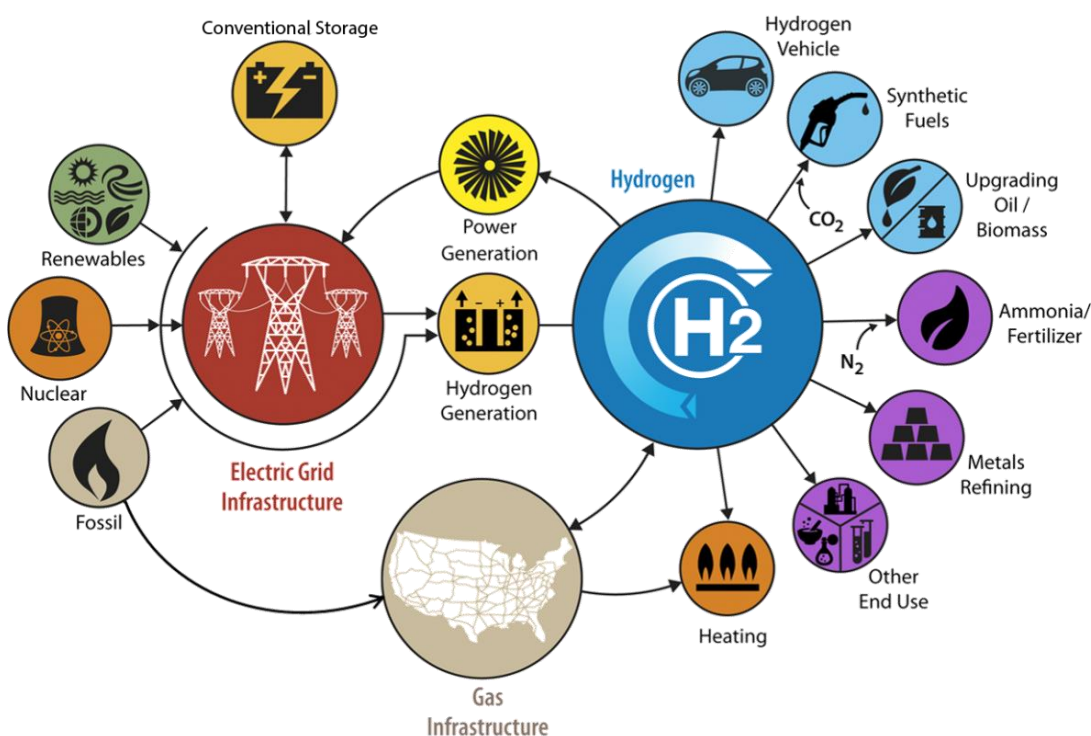 Conventional Storage
Hydrogen
Vehicle
Synthetic
Fuels
Renewables
Power
Generation
Hydrogen
CO2
Upgrading
Oil /
Biomass
Nuclear
Hydrogen
Generation
H2
N2
Ammonia/
Fertilizer
Fossil
Electric Grid
Infrastructure
Metals
Refining
Gas
Infrastructure
Heating
Other
End Use